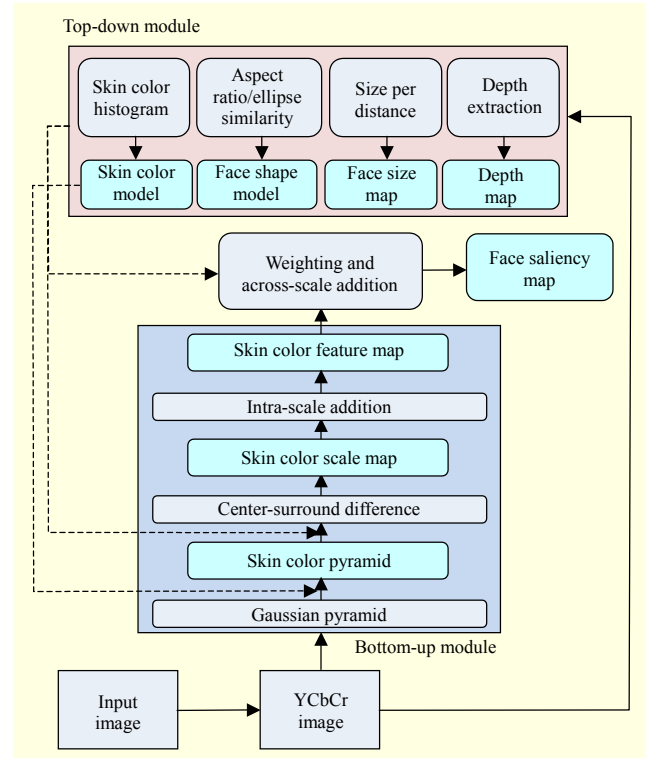 Top-down module
Skin color
histogram
Aspect
ratio/ellipse
similarity
Size per
distance
Depth
extraction
Skin color
model
Face shape
model
Face size
map
Depth
map
Weighting and
across-scale addition
Face saliency
map
Skin color feature map
Intra-scale addition
Skin color scale map
Center-surround difference
Skin color pyramid
Gaussian pyramid
Bottom-up module
Input
image
YCbCr
image